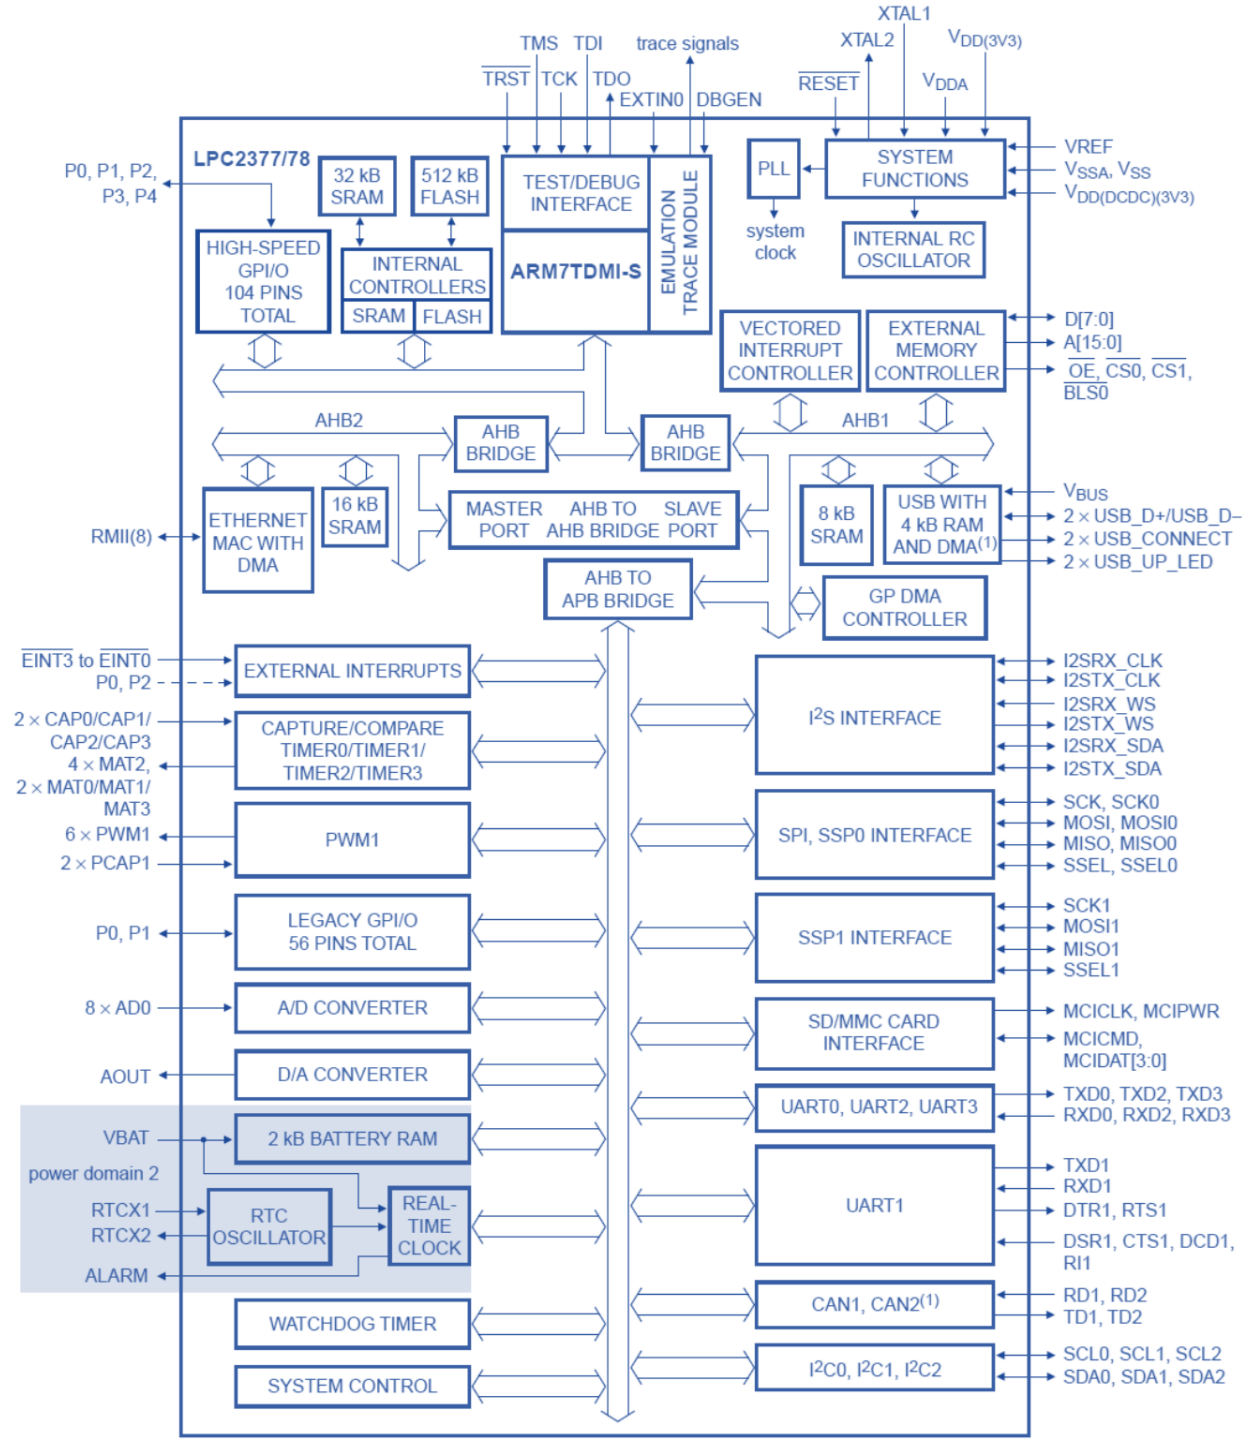 XTAL1
XTAL2
VDD(3V3)
TMS
TDI
trace signals
TRST
TCK
TDO
RESET
VDDA
EXTIN0
DBGEN
LPC2377/78
P0, P1, P2,
P3, P4
32 kB
SRAM
512 kB
FLASH
TEST/DEBUG
INTERFACE
EMULATION
TRACE MODULE
PLL
SYSTEM
FUNCTIONS
VREF
VSSA, VSS
VDD(DCDC)(3V3)
system
clock
HIGH-SPEED
GPI/O
104 PINS
TOTAL
INTERNAL
CONTROLLERS
SRAM
FLASH
ARM7TDMI-S
INTERNAL RC
OSCILLATOR
VECTORED
INTERRUPT
CONTROLLER
EXTERNAL
MEMORY
CONTROLLER
D[7:0]
A[15:0]
OE, CS0, CS1,
BLS0
AHB2
AHB
BRIDGE
AHB
BRIDGE
AHB1
RMII(8)
ETHERNET
MAC WITH
DMA
16 kB
SRAM
MASTER
PORT
AHB TO
AHB BRIDGE
SLAVE
PORT
8 kB
SRAM
USB WITH
4 kB RAM
AND DMA(1)
VBUS
2 × USB_D+/USB_D−
2 × USB_CONNECT
2 × USB_UP_LED
AHB TO
APB BRIDGE
GP DMA
CONTROLLER
EINT3 to EINT0
P0, P2
EXTERNAL INTERRUPTS
2 × CAP0/CAP1/
CAP2/CAP3
4 × MAT2,
2 × MAT0/MAT1/
MAT3
CAPTURE/COMPARE
TIMER0/TIMER1/
TIMER2/TIMER3
6 × PWM1
2 × PCAP1
PWM1
P0, P1
LEGACY GPI/O
56 PINS TOTAL
8 × AD0
A/D CONVERTER
AOUT
D/A CONVERTER
VBAT
2 kB BATTERY RAM
power domain 2
RTCX1
RTCX2
RTC
OSCILLATOR
REAL-
TIME
CLOCK
ALARM
WATCHDOG TIMER
SYSTEM CONTROL
I2S INTERFACE
I2SRX_CLK
I2STX_CLK
I2SRX_WS
I2STX_WS
I2SRX_SDA
I2STX_SDA
SPI, SSP0 INTERFACE
SCK, SCK0
MOSI, MOSI0
MISO, MISO0
SSEL, SSEL0
SSP1 INTERFACE
SCK1
MOSI1
MISO1
SSEL1
SD/MMC CARD
INTERFACE
MCICLK, MCIPWR
MCICMD,
MCIDAT[3:0]
UART0, UART2, UART3
TXD0, TXD2, TXD3
RXD0, RXD2, RXD3
UART1
TXD1
RXD1
DTR1, RTS1
DSR1, CTS1, DCD1,
RI1
CAN1, CAN2(1)
RD1, RD2
TD1, TD2
I2C0, I2C1, I2C2
SCL0, SCL1, SCL2
SDA0, SDA1, SDA2